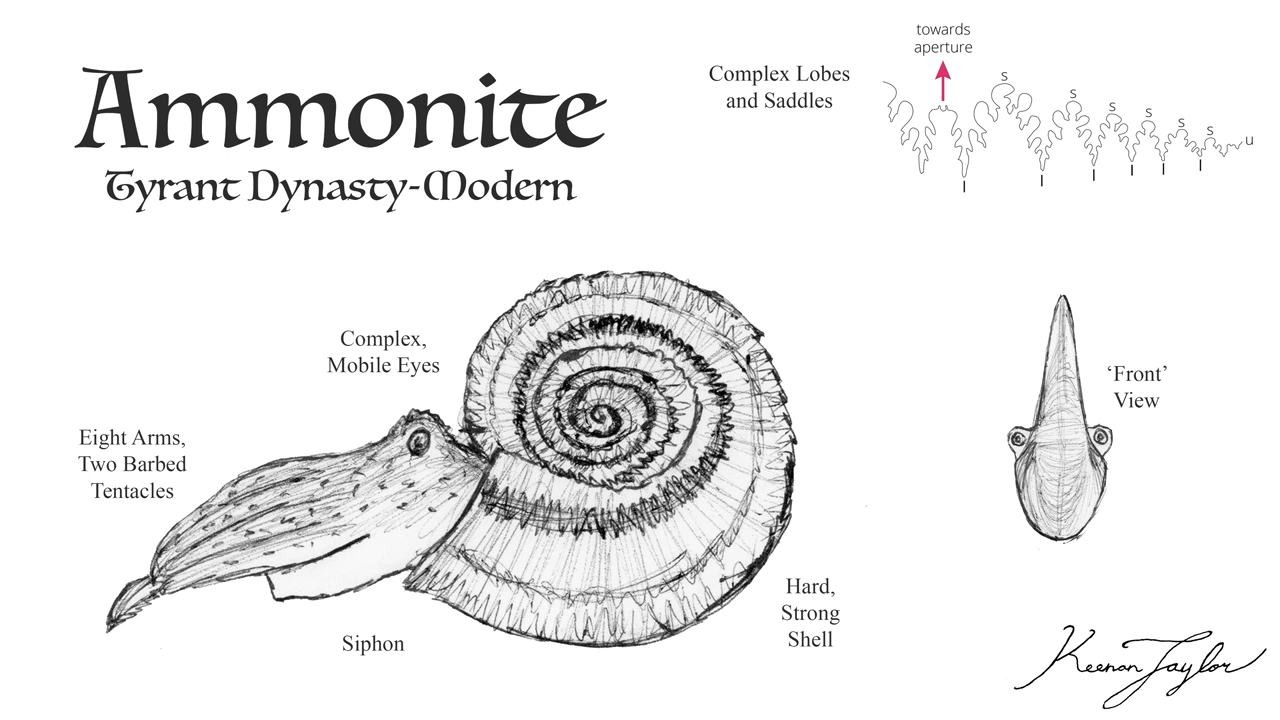 Ammonite
Tyrant Dynasty-Modern
towards
aperture
Complex Lobes
and Saddles
s
s
s
s
s
s
u
l
l
l
l
l
l
Complex,
Mobile Eyes
Eight Arms,
Two Barbed
Tentacles
Siphon
Hard,
Strong
Shell
‘Front’
View
Keenan Taylor